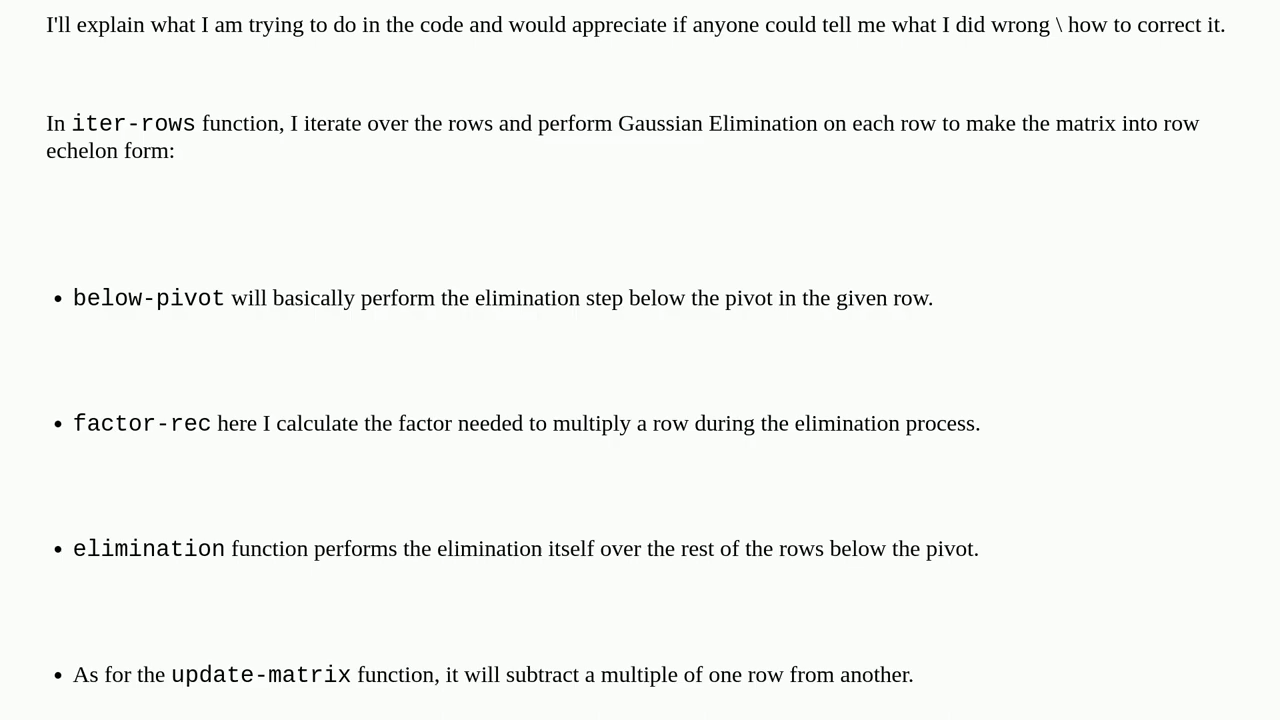 I'll explain what I am trying to do in the code and would appreciate if anyone could tell me what I did wrong \ how to correct it.
In iter-rows function, I iterate over the rows and perform Gaussian Elimination on each row to make the matrix into row
echelon form:
• below-pivot will basically perform the elimination step below the pivot in the given row.
• factor-rec here I calculate the factor needed to multiply a row during the elimination process.
• elimination function performs the elimination itself over the rest of the rows below the pivot.
• As for the update-matrix function, it will subtract a multiple of one row from another.